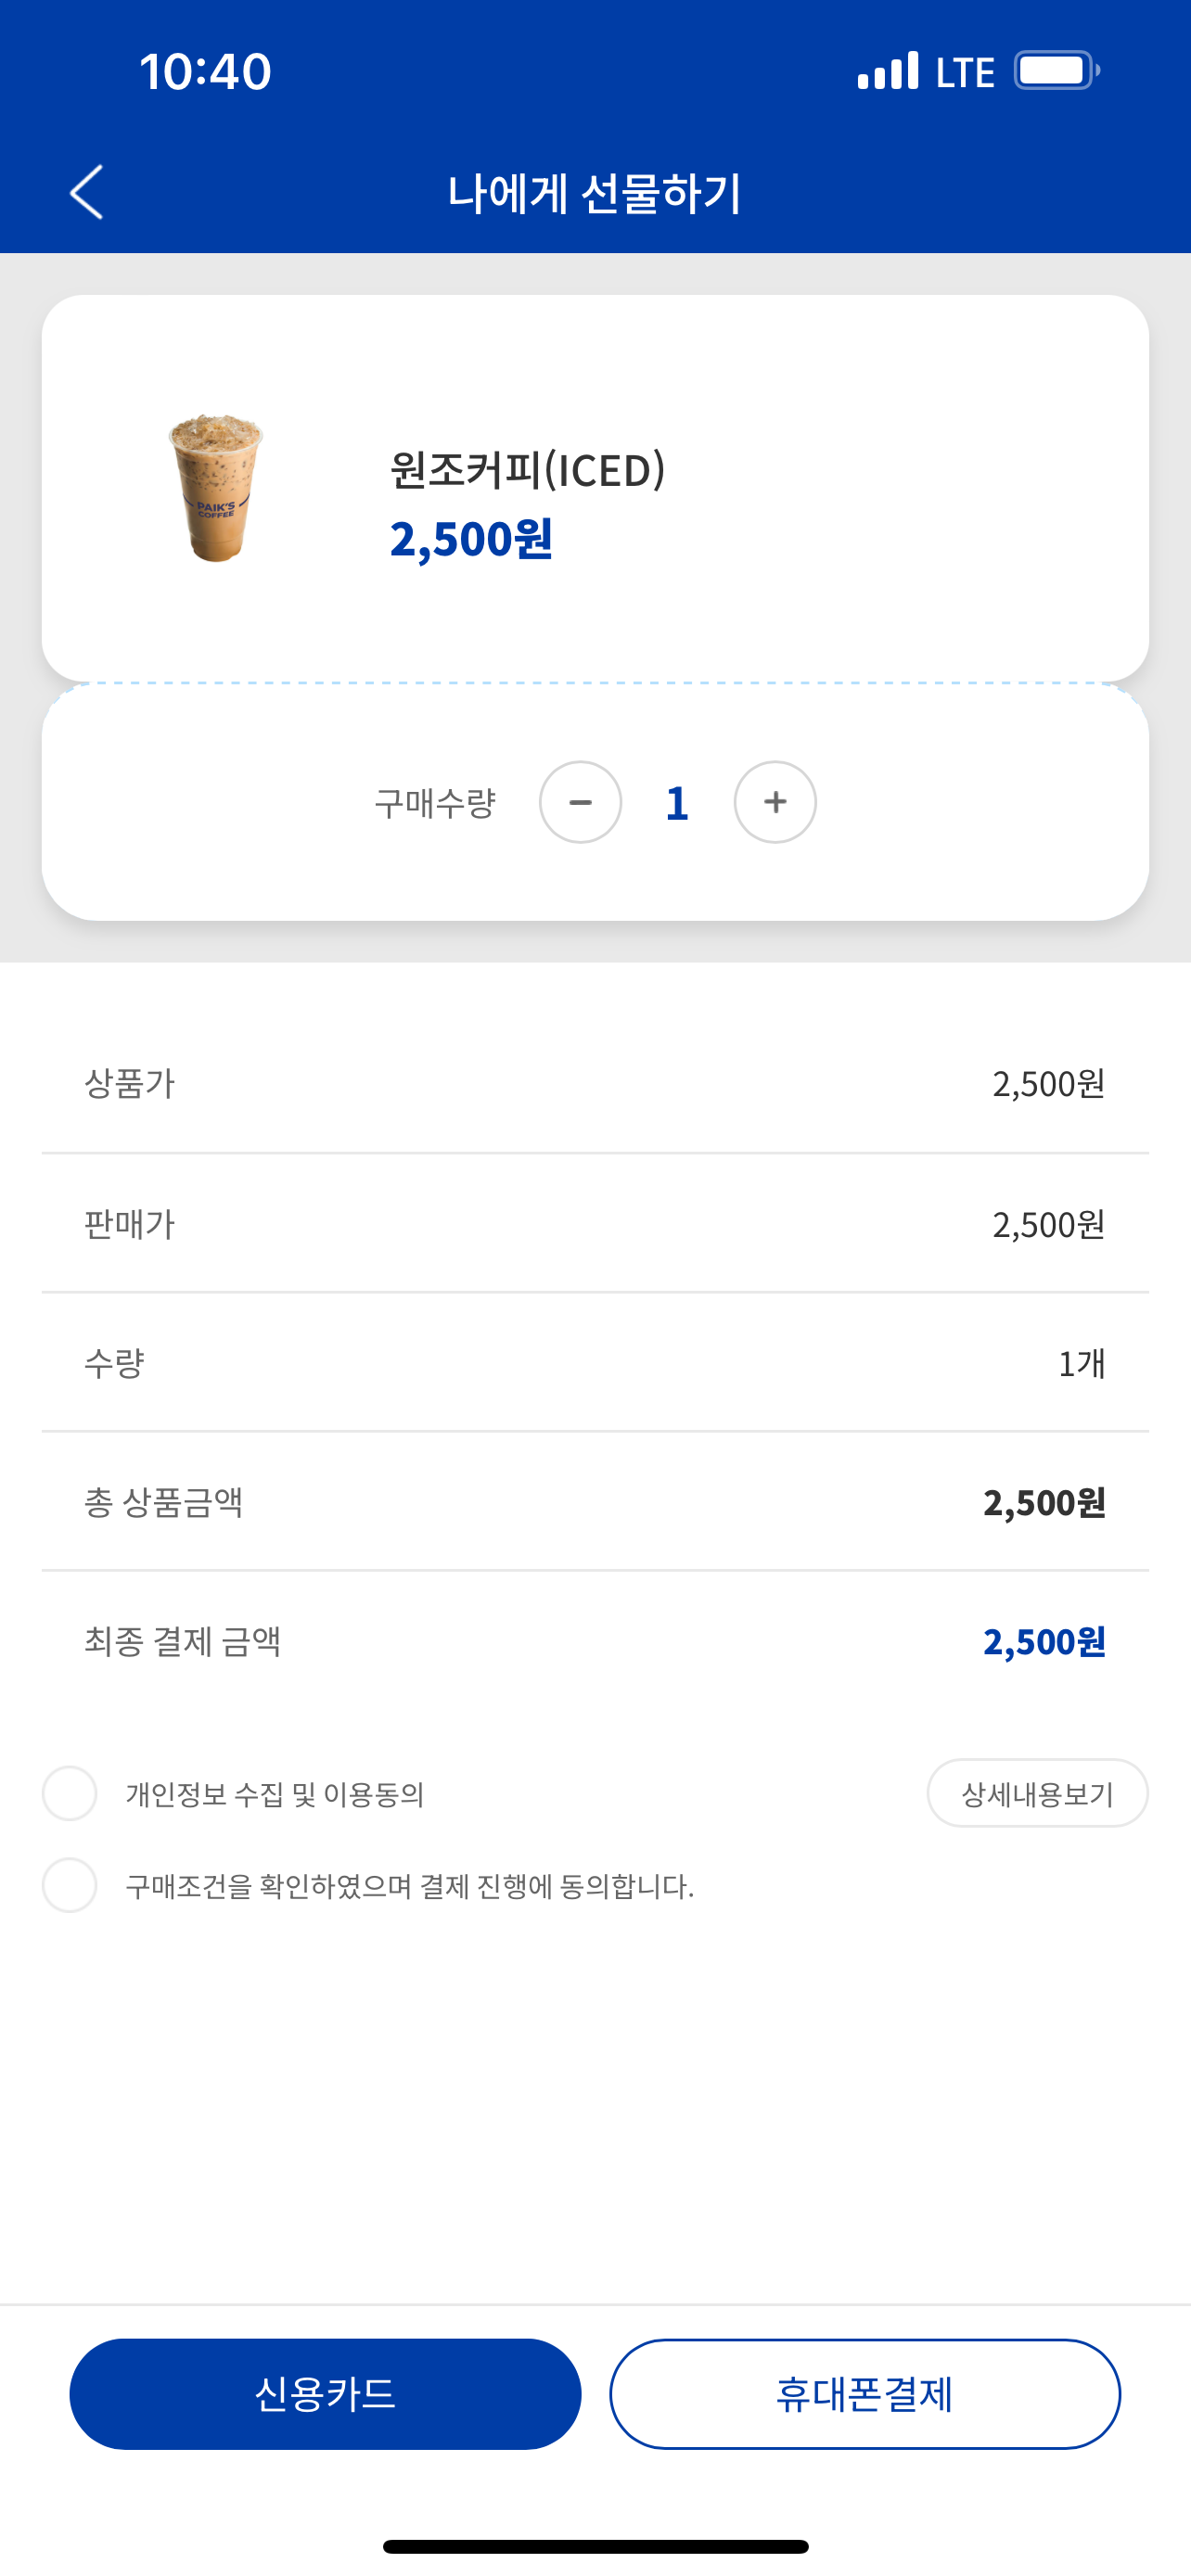 10:40
LTE
나에게 선물하기
PAIK'S
COFFEE
원조커피(ICED)
2,500원
구매수량 - 1 +
상품가 2,500원
판매가 2,500원
수량 1개
총 상품금액 2,500원
최종 결제 금액 2,500원
개인정보 수집 및 이용동의 상세내용보기
구매조건을 확인하였으며 결제 진행에 동의합니다.
신용카드 휴대폰결제